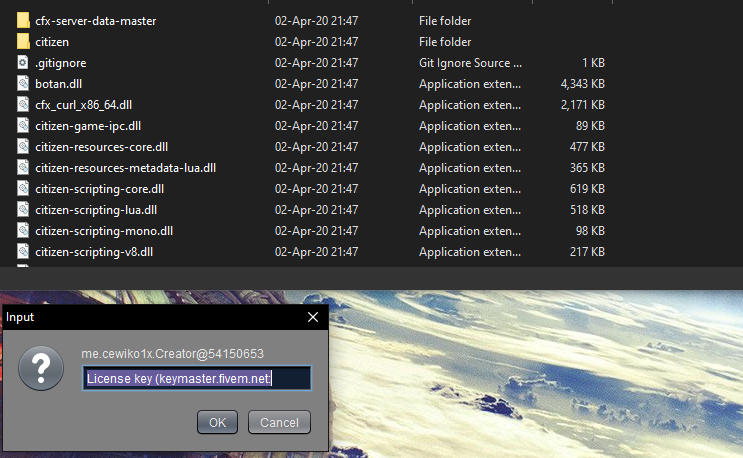 cfx-server-data-master 02-Apr-20 21:47 File folder
citizen 02-Apr-20 21:47 File folder
.gitignore 02-Apr-20 21:47 Git Ignore Source ... 1 KB
botan.dll 02-Apr-20 21:47 Application exten... 4,343 KB
cfx_curl_x86_64.dll 02-Apr-20 21:47 Application exten... 2,171 KB
citizen-game-ipc.dll 02-Apr-20 21:47 Application exten... 89 KB
citizen-resources-core.dll 02-Apr-20 21:47 Application exten... 477 KB
citizen-resources-metadata-lua.dll 02-Apr-20 21:47 Application exten... 365 KB
citizen-scripting-core.dll 02-Apr-20 21:47 Application exten... 619 KB
citizen-scripting-lua.dll 02-Apr-20 21:47 Application exten... 518 KB
citizen-scripting-mono.dll 02-Apr-20 21:47 Application exten... 98 KB
citizen-scripting-v8.dll 02-Apr-20 21:47 Application exten... 217 KB
Input
me.cewiko1x.Creator@54150653
License key (keymaster.fivem.net
OK Cancel